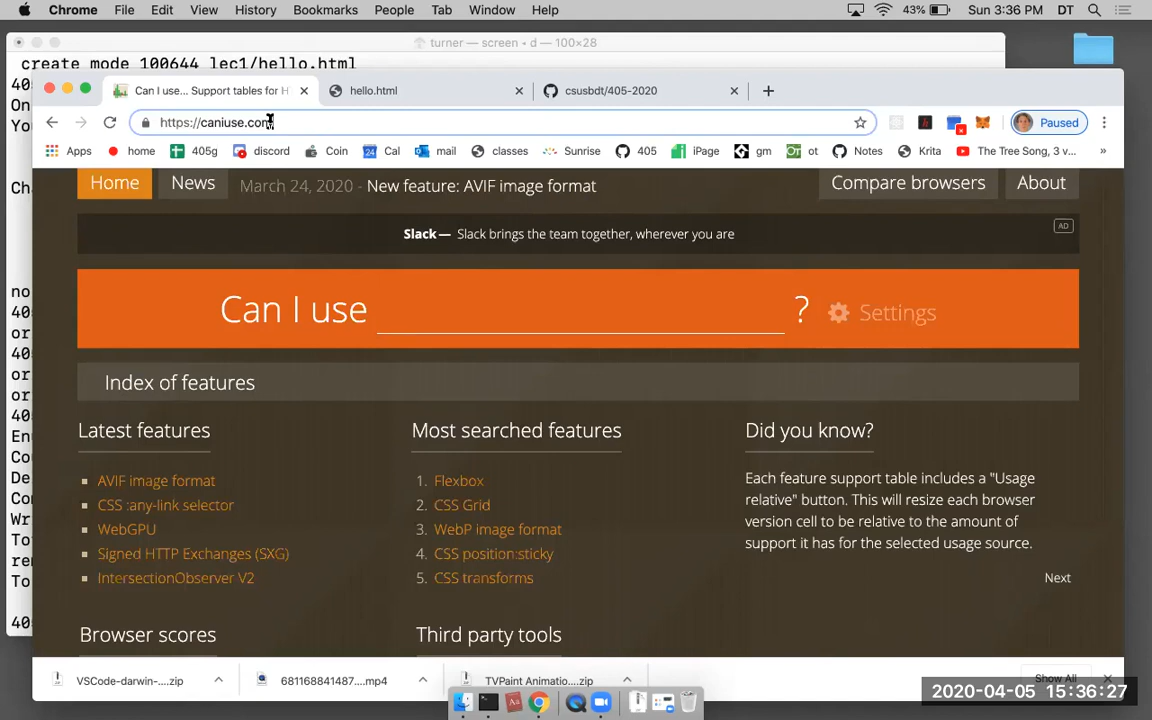 Chrome File Edit View History Bookmarks People Tab Window Help 43% Sun 3:36 PM DT
turner — screen • d — 100×28
create mode 100644 lec1/hello.html
Can I use... Support tables for H
hello.html
csusbdt/405-2020
https://caniuse.com
Paused
Apps home 405g discord Coin Cal mail classes Sunrise 405 iPage gm ot Notes Krita The Tree Song, 3 v... »
Home News March 24, 2020 - New feature: AVIF image format Compare browsers About
Slack — Slack brings the team together, wherever you are AD
Can I use ? Settings
Index of features
Latest features
AVIF image format
CSS :any-link selector
WebGPU
Signed HTTP Exchanges (SXG)
IntersectionObserver V2
Most searched features
1. Flexbox
2. CSS Grid
3. WebP image format
4. CSS position:sticky
5. CSS transforms
Did you know?
Each feature support table includes a "Usage
relative" button. This will resize each browser
version cell to be relative to the amount of
support it has for the selected usage source.
Next
Browser scores
Third party tools
VSCode-darwin-....zip
681168841487....mp4
TVPaint Animatio....zip
Show All
2020-04-05 15:36:27